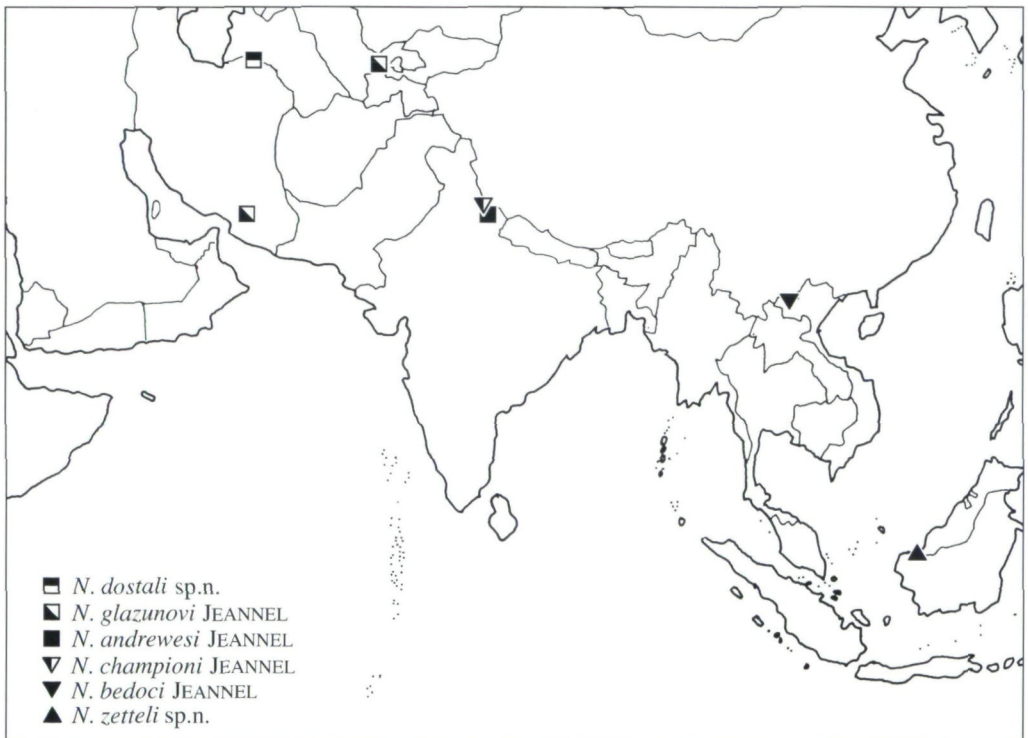 N. dostali sp.n.
N. glazunovi JEANNEL
N. andrewesi JEANNEL
N. championi JEANNEL
N. bedoci JEANNEL
N. zetteli sp.n.